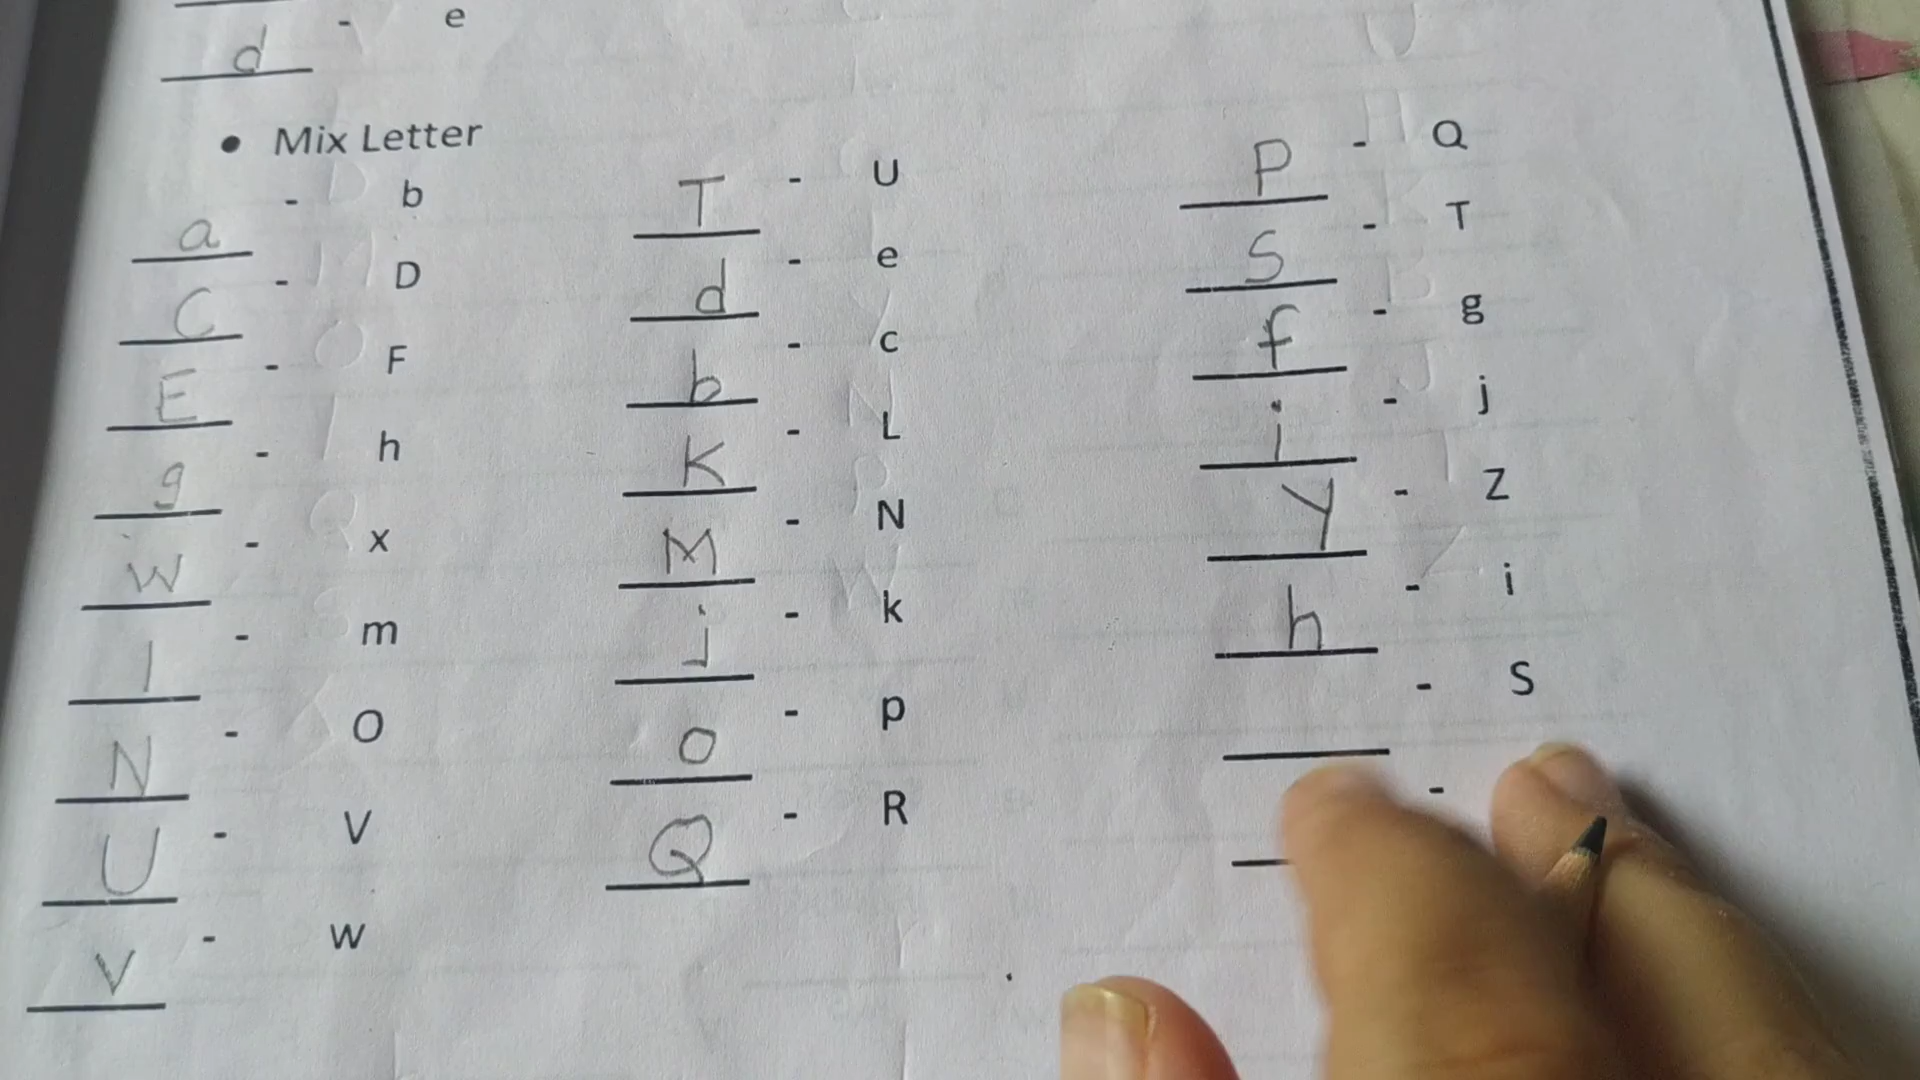 - e
d
• Mix Letter
a - b
C - D
E - F
g - h
W - x
l - m
N - O
U - V
V - w
T - U
d - e
b - c
K - L
M - N
j - k
o - p
Q - R
P - Q
S - T
f - g
i - j
Y - Z
h - i
- S
-